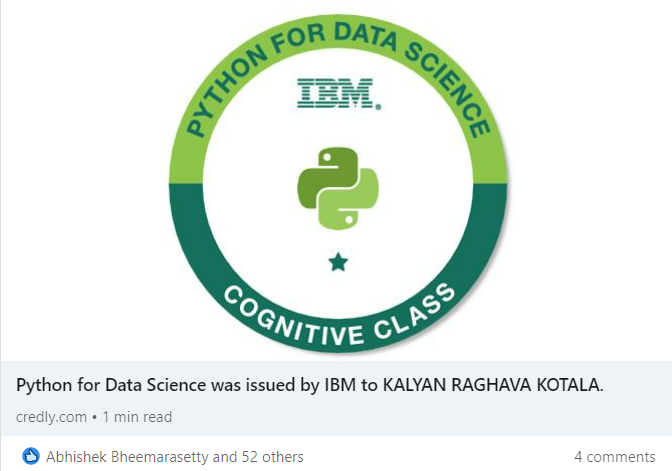 PYTHON FOR DATA SCIENCE
IBM®
COGNITIVE CLASS
Python for Data Science was issued by IBM to KALYAN RAGHAVA KOTALA.
credly.com • 1 min read
Abhishek Bheemarasetty and 52 others
4 comments